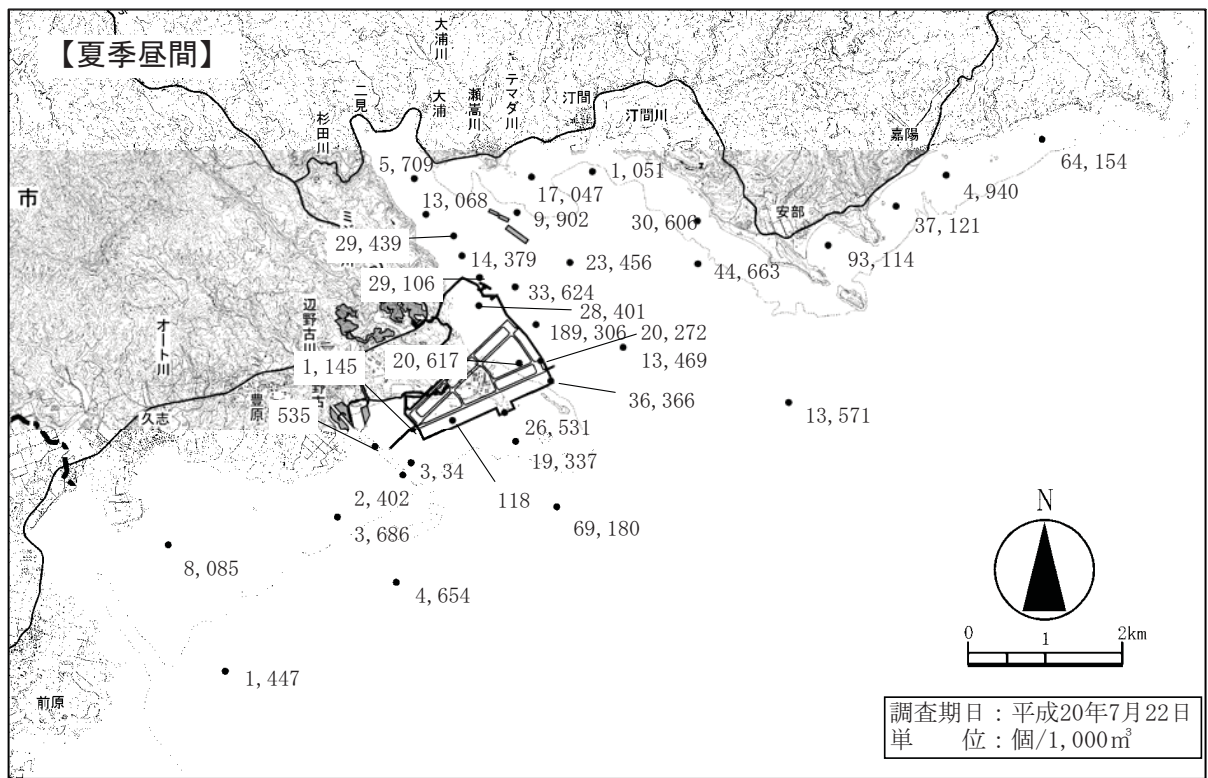 【夏季昼間】
大浦川
テマダ川
瀬嵩川
大浦
二見
杉田川
汀間
汀間川
嘉陽
安部
市
5,709
13,068
17,047
1,051
9,902
30,606
64,154
4,940
37,121
93,114
29,439
14,379
23,456
44,663
29,106
33,624
28,401
189,306
20,272
13,469
辺野古川
オート川
1,145
20,617
36,366
13,571
豊原
久志
535
26,531
19,337
3,34
2,402
118
3,686
69,180
8,085
4,654
1,447
前原
N
0 1 2km
調査期日：平成20年7月22日
単　　位：個/1,000㎥